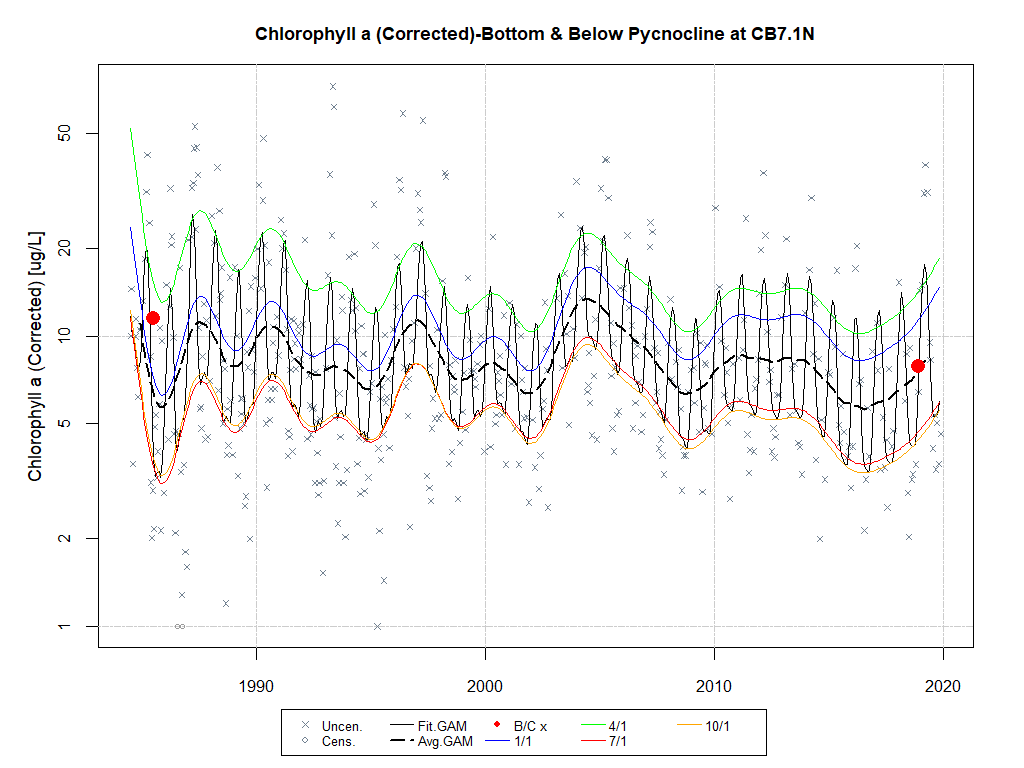 Chlorophyll a (Corrected)-Bottom & Below Pycnocline at CB7.1N
Chlorophyll a (Corrected) [ug/L]
50
20
10
5
2
1
1990 2000 2010 2020
Uncen. Fit.GAM B/C x 4/1 10/1
Cens. Avg.GAM 1/1 7/1